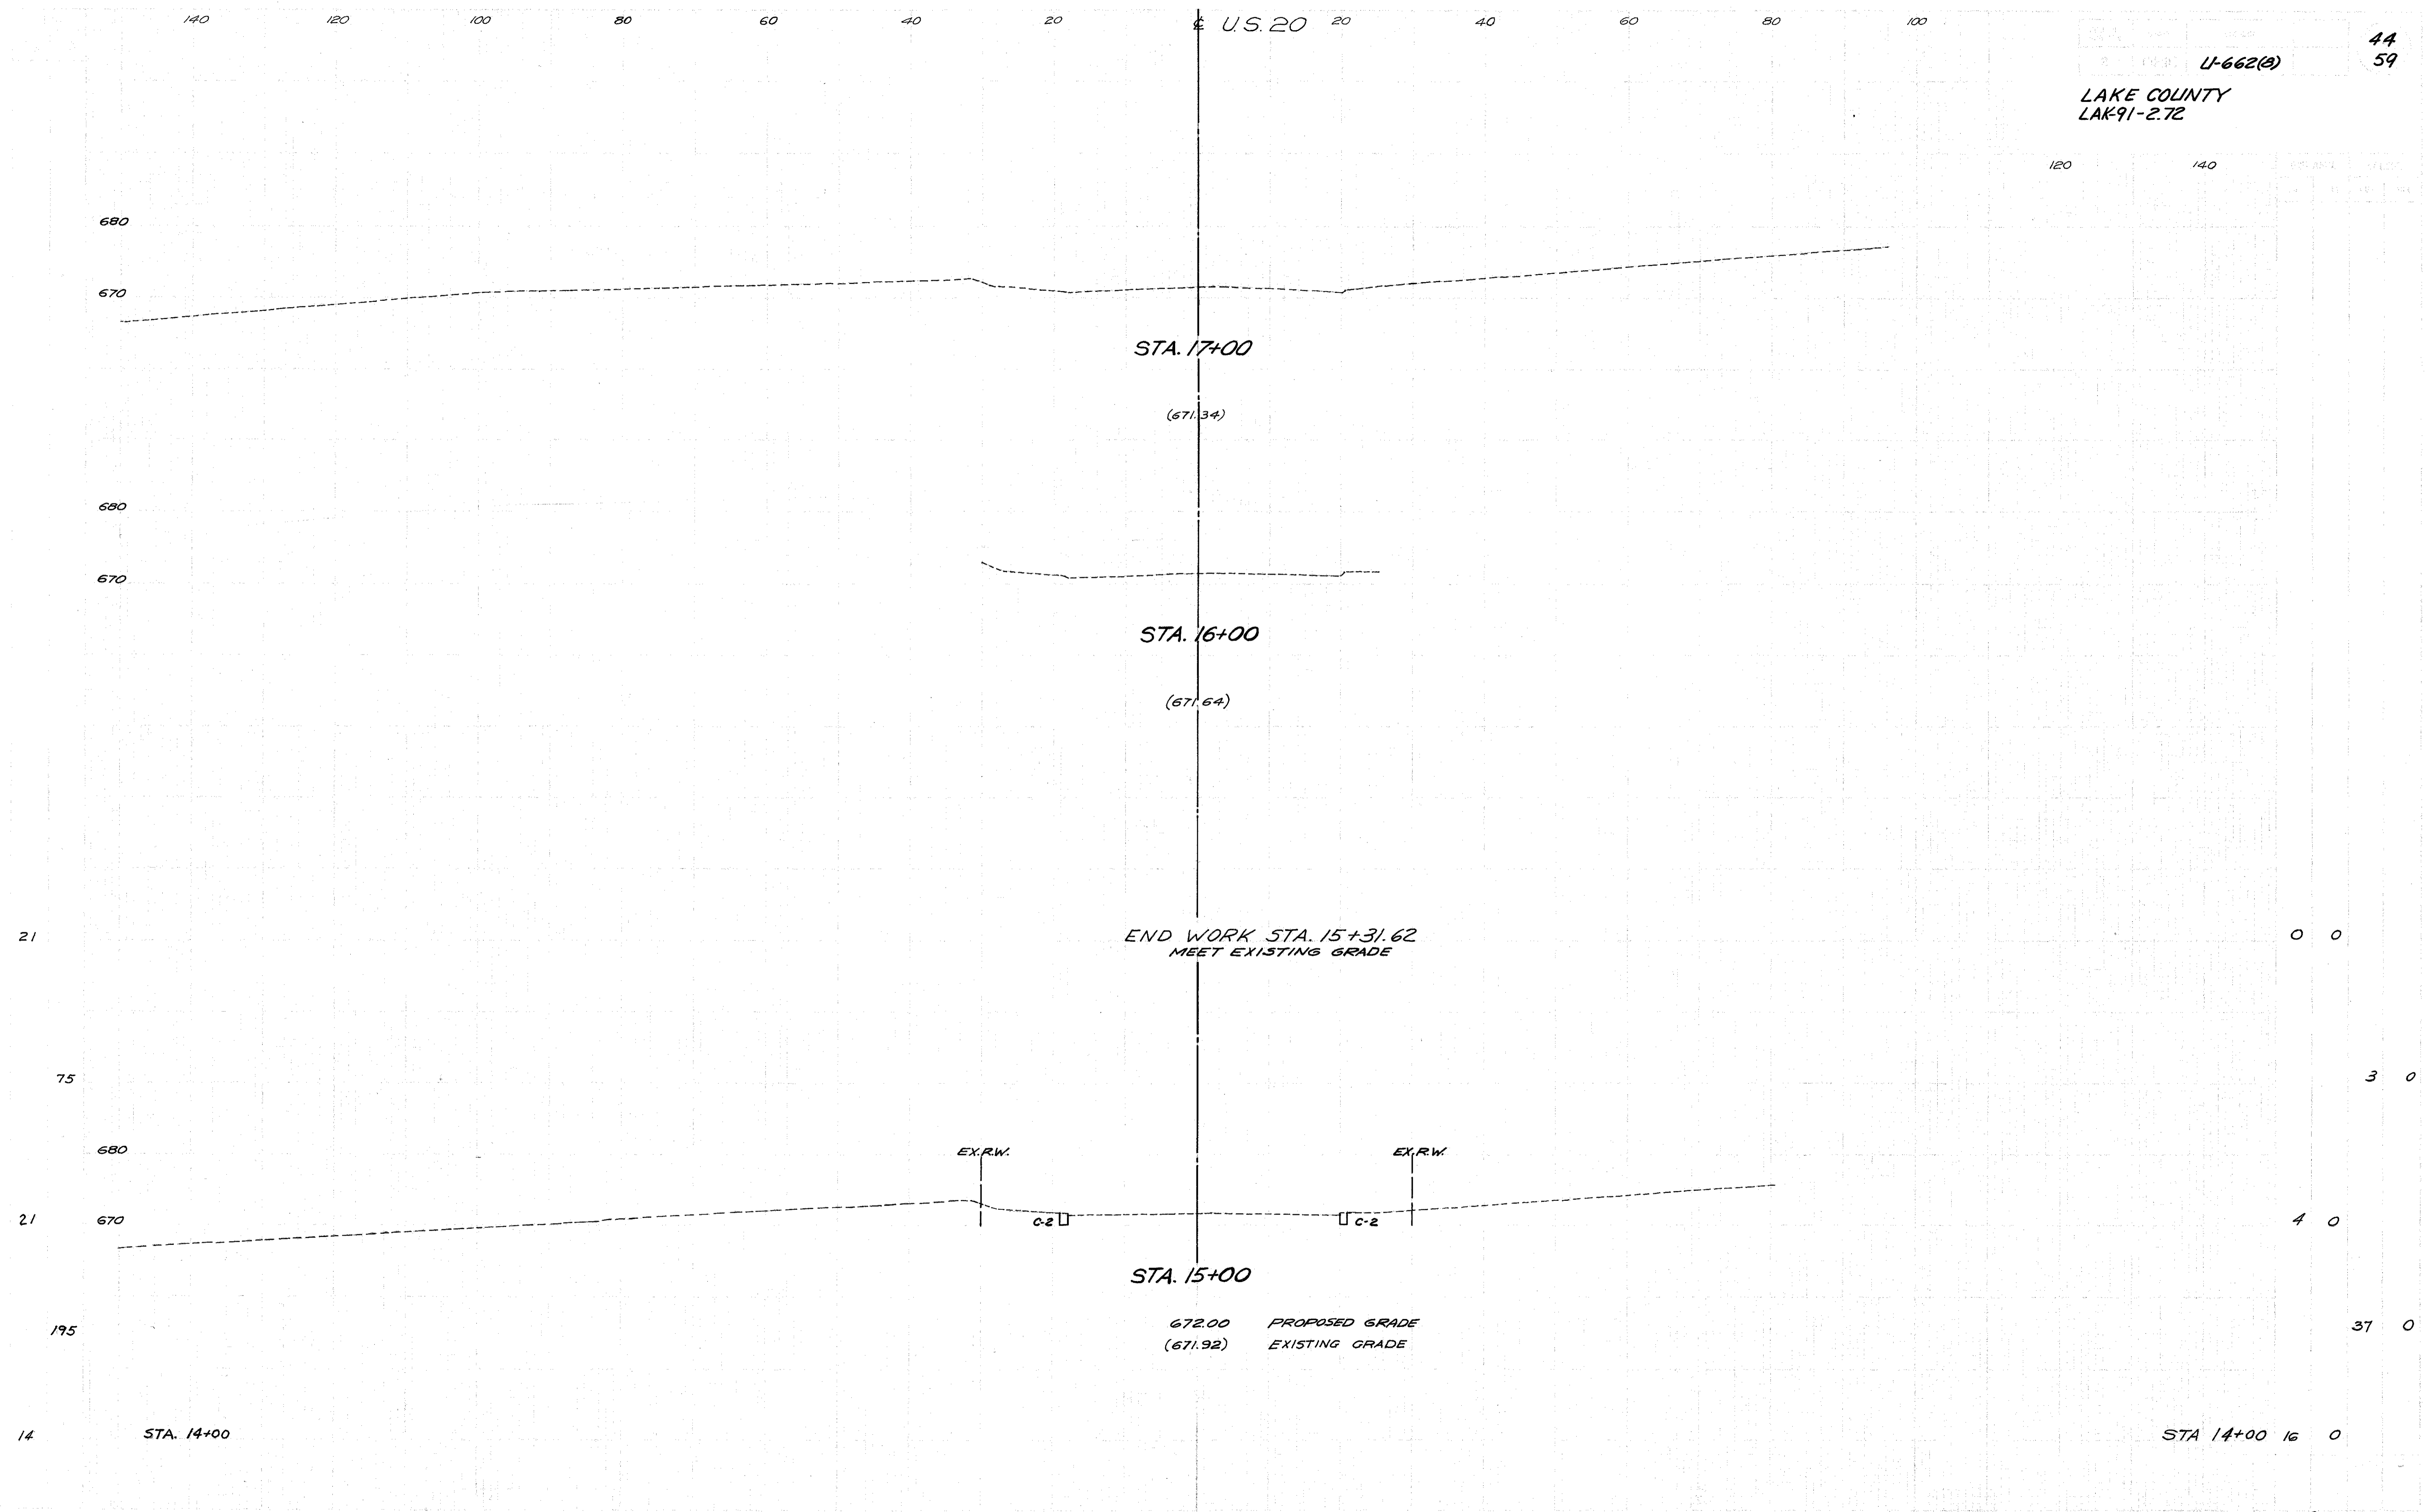 140 120 100 80 60 40 20 ℄ U.S. 20 20 40 60 80 100
44
U-662(8) 59
LAKE COUNTY
LAK-91-2.72
120 140
680
670
STA. 17+00
(671.34)
680
670
STA. 16+00
(671.64)
21 END WORK STA. 15+31.62 0 0
MEET EXISTING GRADE
75 3 0
680 EX.R.W. EX.R.W.
21 670 C-2 C-2 4 0
STA. 15+00
195 672.00 PROPOSED GRADE 37 0
(671.92) EXISTING GRADE
14 STA. 14+00 STA 14+00 16 0